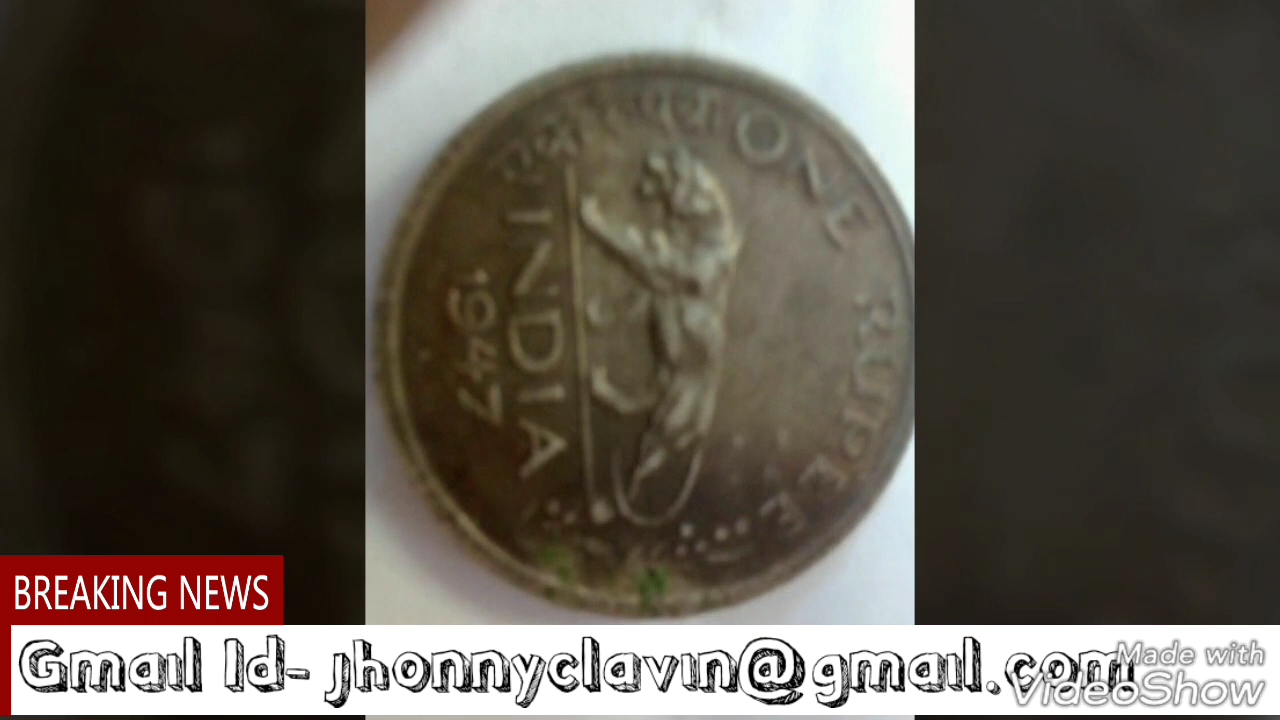 ONE RUPEE
INDIA
1947
BREAKING NEWS
Gmail Id- jhonnyclavin@gmail.com
Made with
VideoShow